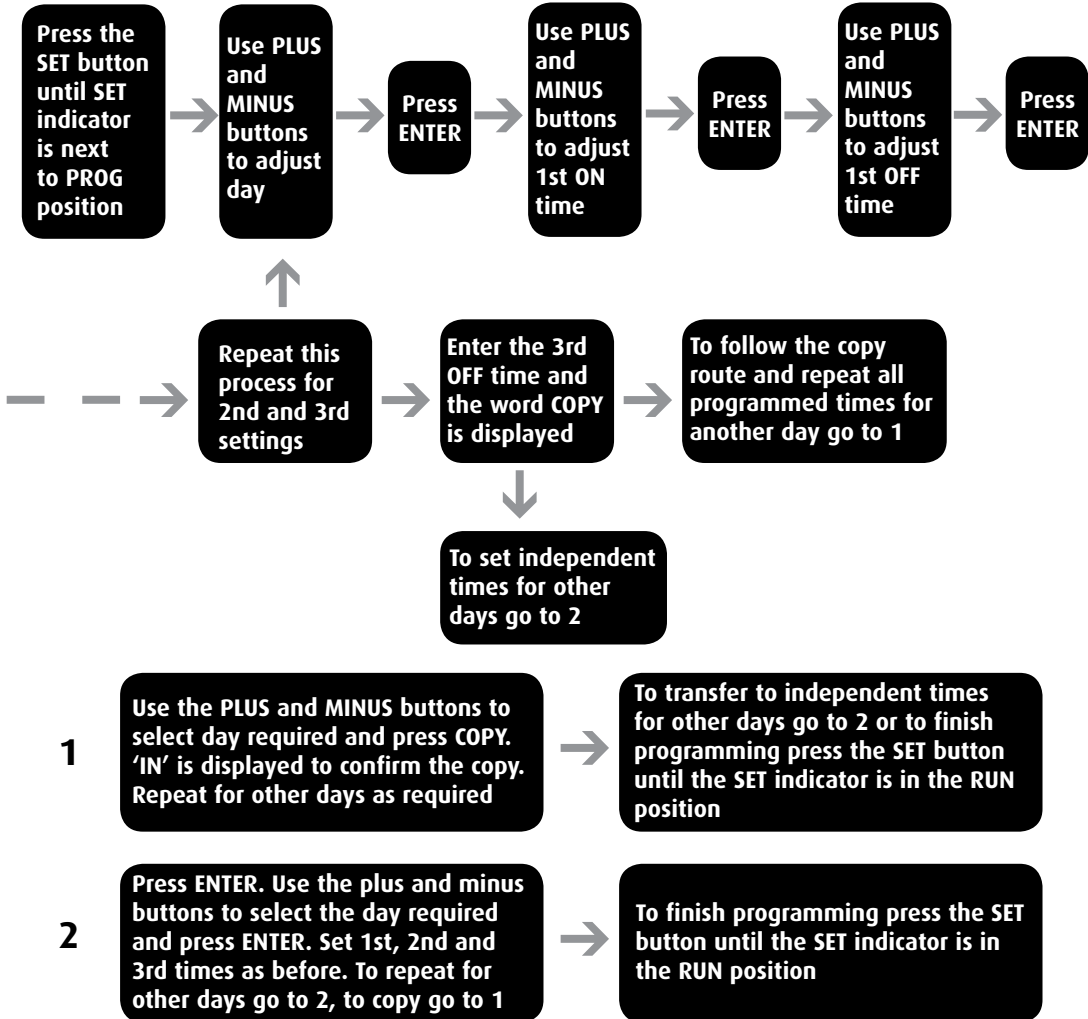 Press the
SET button
until SET
indicator
is next
to PROG
position
Use PLUS
and
MINUS
buttons
to adjust
day
Press
ENTER
Use PLUS
and
MINUS
buttons
to adjust
1st ON
time
Press
ENTER
Use PLUS
and
MINUS
buttons
to adjust
1st OFF
time
Press
ENTER
Repeat this
process for
2nd and 3rd
settings
Enter the 3rd
OFF time and
the word COPY
is displayed
To follow the copy
route and repeat all
programmed times for
another day go to 1
To set independent
times for other
days go to 2
1
Use the PLUS and MINUS buttons to
select day required and press COPY.
‘IN’ is displayed to confirm the copy.
Repeat for other days as required
To transfer to independent times
for other days go to 2 or to finish
programming press the SET button
until the SET indicator is in the RUN
position
2
Press ENTER. Use the plus and minus
buttons to select the day required
and press ENTER. Set 1st, 2nd and
3rd times as before. To repeat for
other days go to 2, to copy go to 1
To finish programming press the SET
button until the SET indicator is in
the RUN position